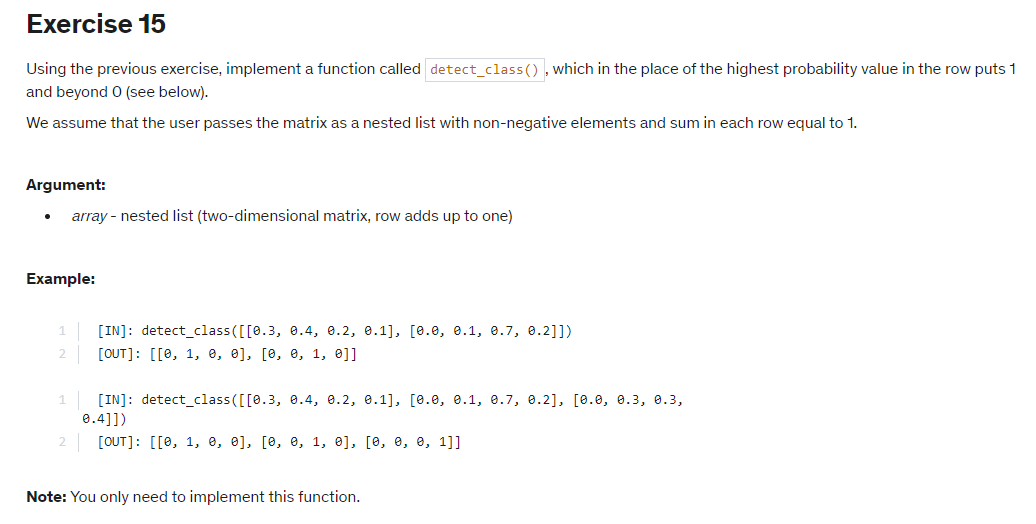 Exercise 15
Using the previous exercise, implement a function called detect_class() , which in the place of the highest probability value in the row puts 1
and beyond 0 (see below).
We assume that the user passes the matrix as a nested list with non-negative elements and sum in each row equal to 1.
Argument:
• array - nested list (two-dimensional matrix, row adds up to one)
Example:
1 [IN]: detect_class([[0.3, 0.4, 0.2, 0.1], [0.0, 0.1, 0.7, 0.2]])
2 [OUT]: [[0, 1, 0, 0], [0, 0, 1, 0]]
1 [IN]: detect_class([[0.3, 0.4, 0.2, 0.1], [0.0, 0.1, 0.7, 0.2], [0.0, 0.3, 0.3,
0.4]])
2 [OUT]: [[0, 1, 0, 0], [0, 0, 1, 0], [0, 0, 0, 1]]
Note: You only need to implement this function.